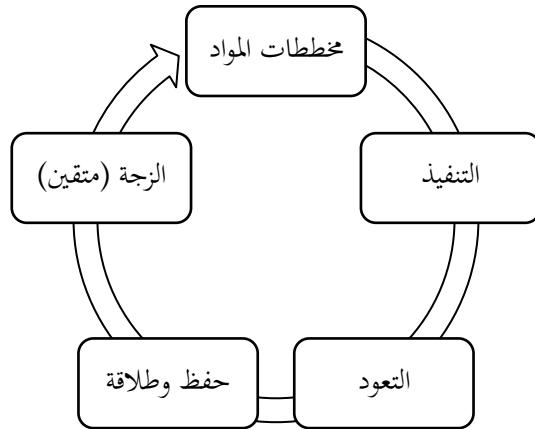 مخططات المواد
التنفيذ
التعود
حفظ وطلاقة
الزجة (متقين)